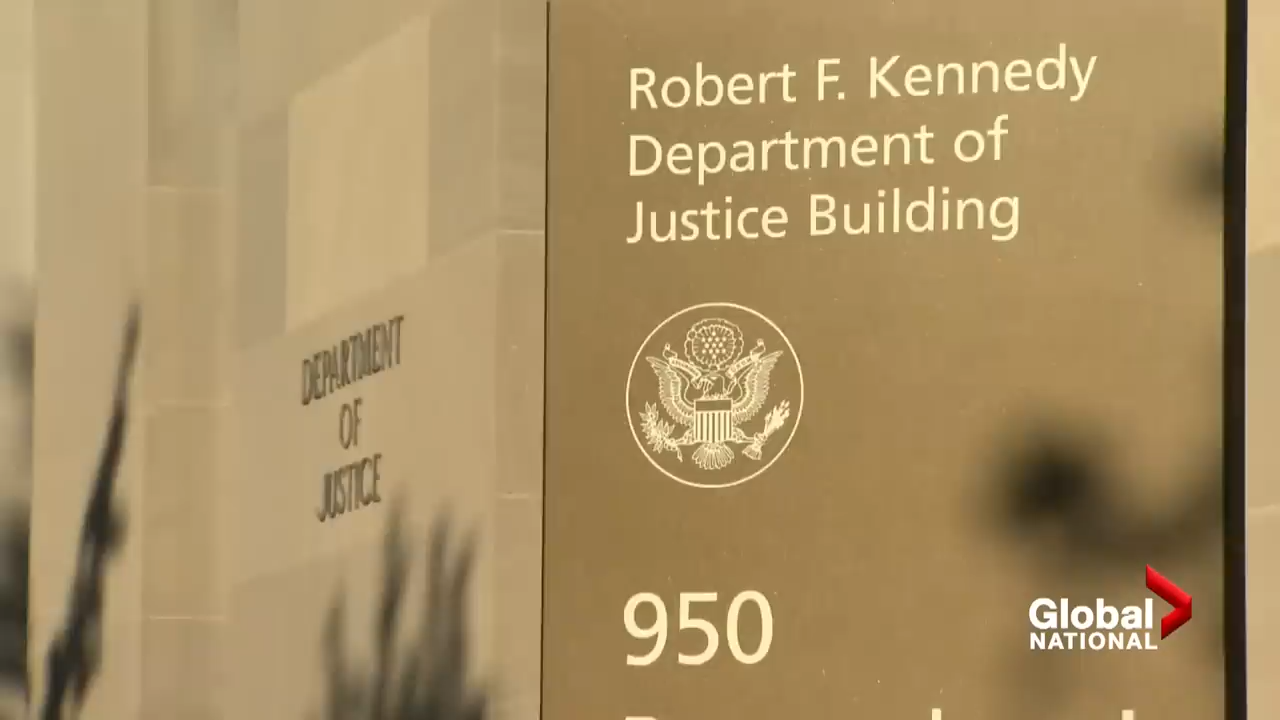 Robert F. Kennedy
Department of
Justice Building
DEPARTMENT
OF
JUSTICE
950
Global
NATIONAL